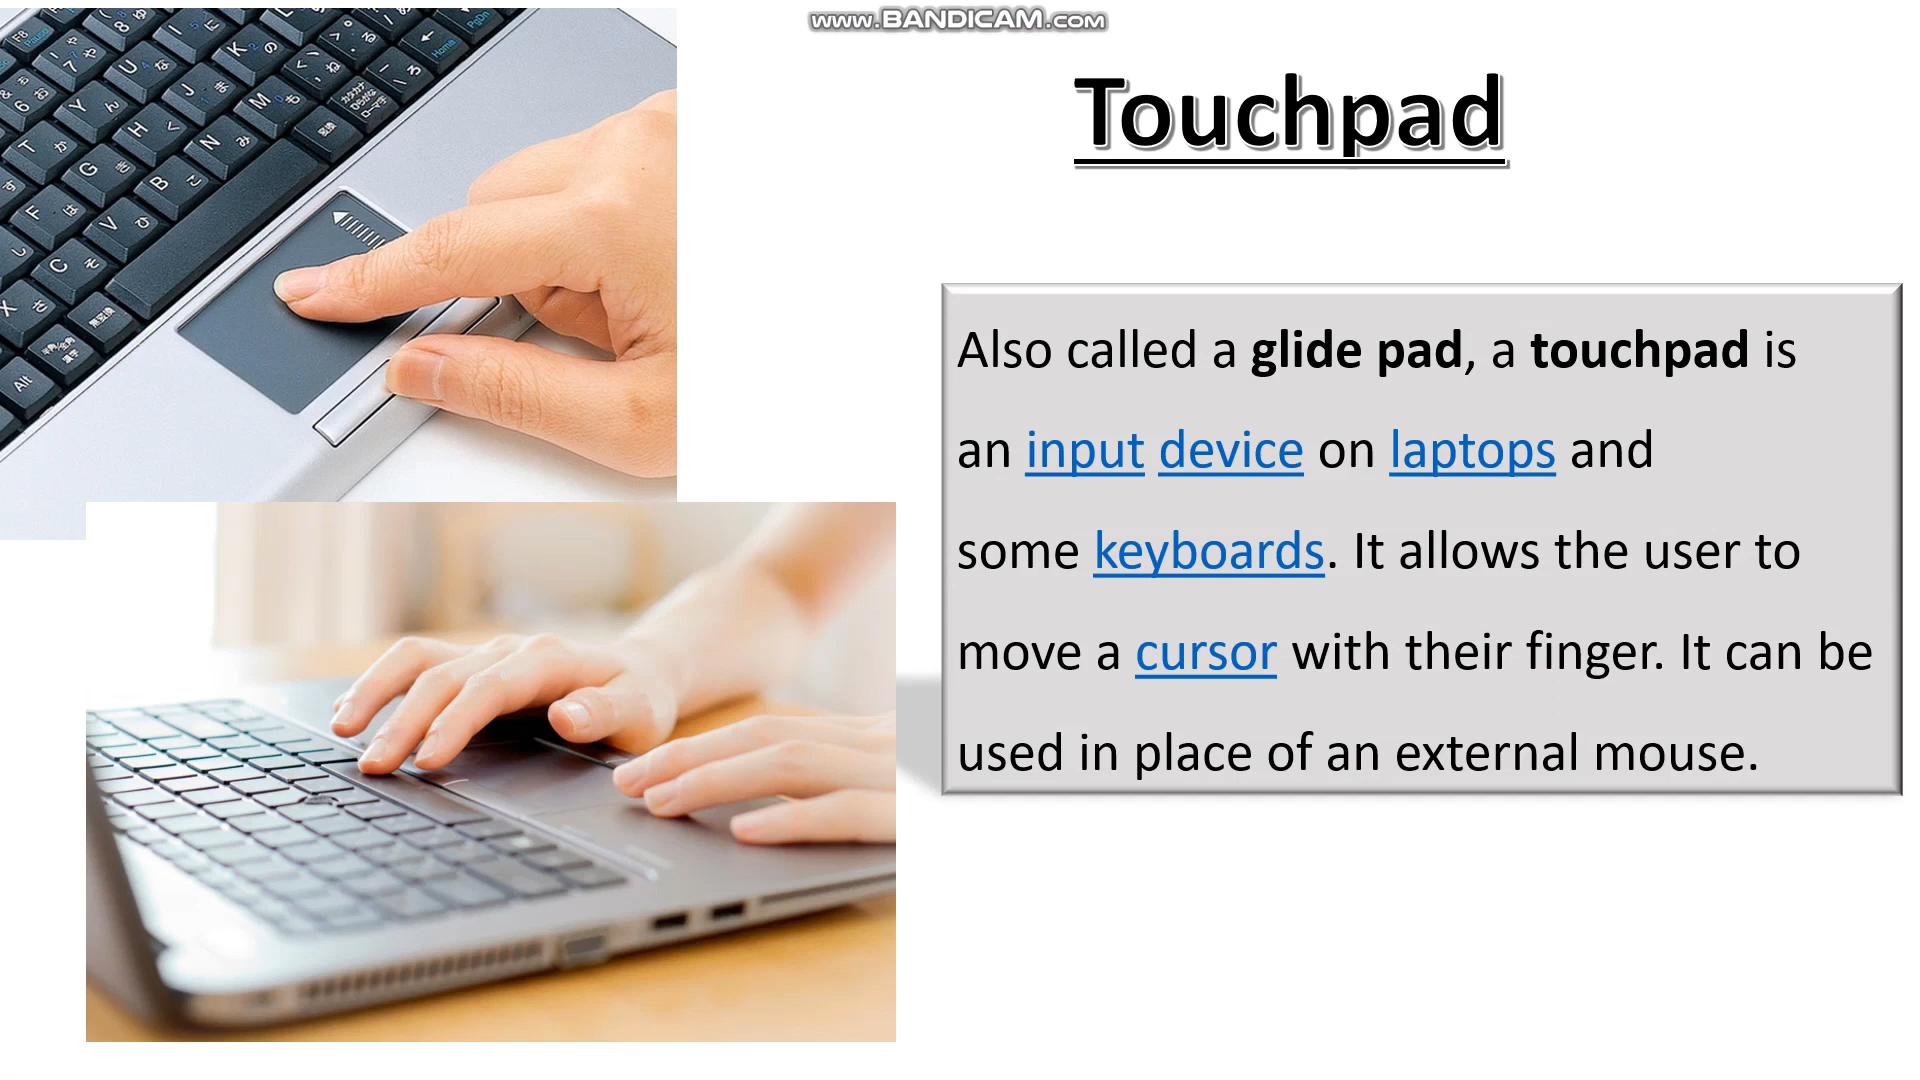 www.BANDICAM.com
Touchpad
Also called a glide pad, a touchpad is
an input device on laptops and
some keyboards. It allows the user to
move a cursor with their finger. It can be
used in place of an external mouse.